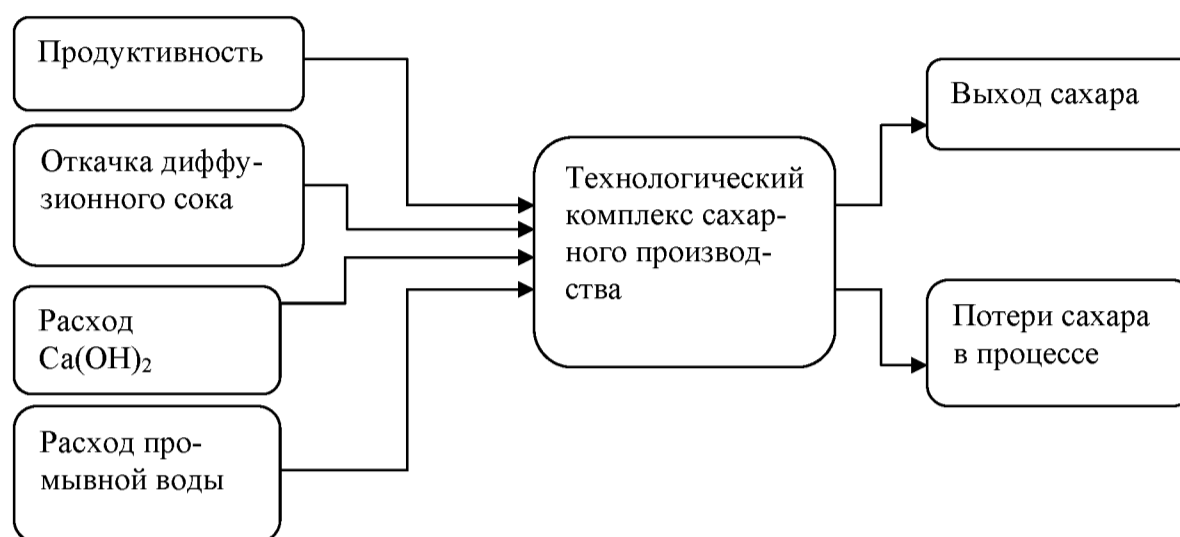 Продуктивность
Откачка диффу-
зионного сока
Расход
Ca(OH)₂
Расход про-
мывной воды
Технологический
комплекс сахар-
ного производ-
ства
Выход сахара
Потери сахара
в процессе